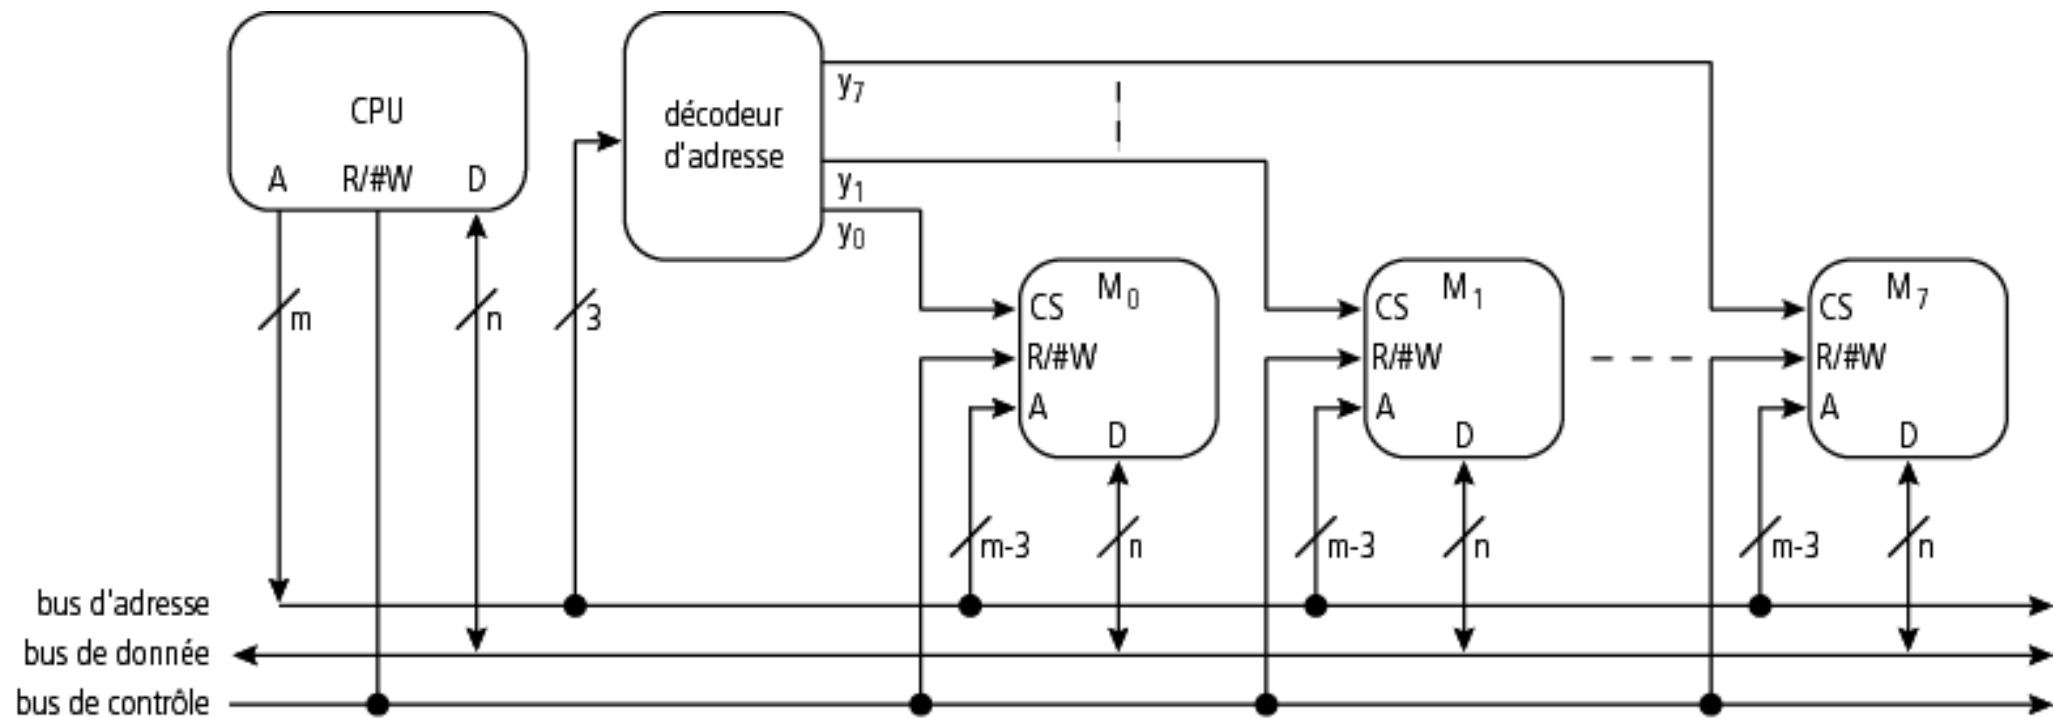 CPU
A R/#W D
décodeur
d'adresse
y7
y1
y0
m
n
3
M0
CS
R/#W
A
D
M1
CS
R/#W
A
D
M7
CS
R/#W
A
D
m-3
n
m-3
n
m-3
n
bus d'adresse
bus de donnée
bus de contrôle